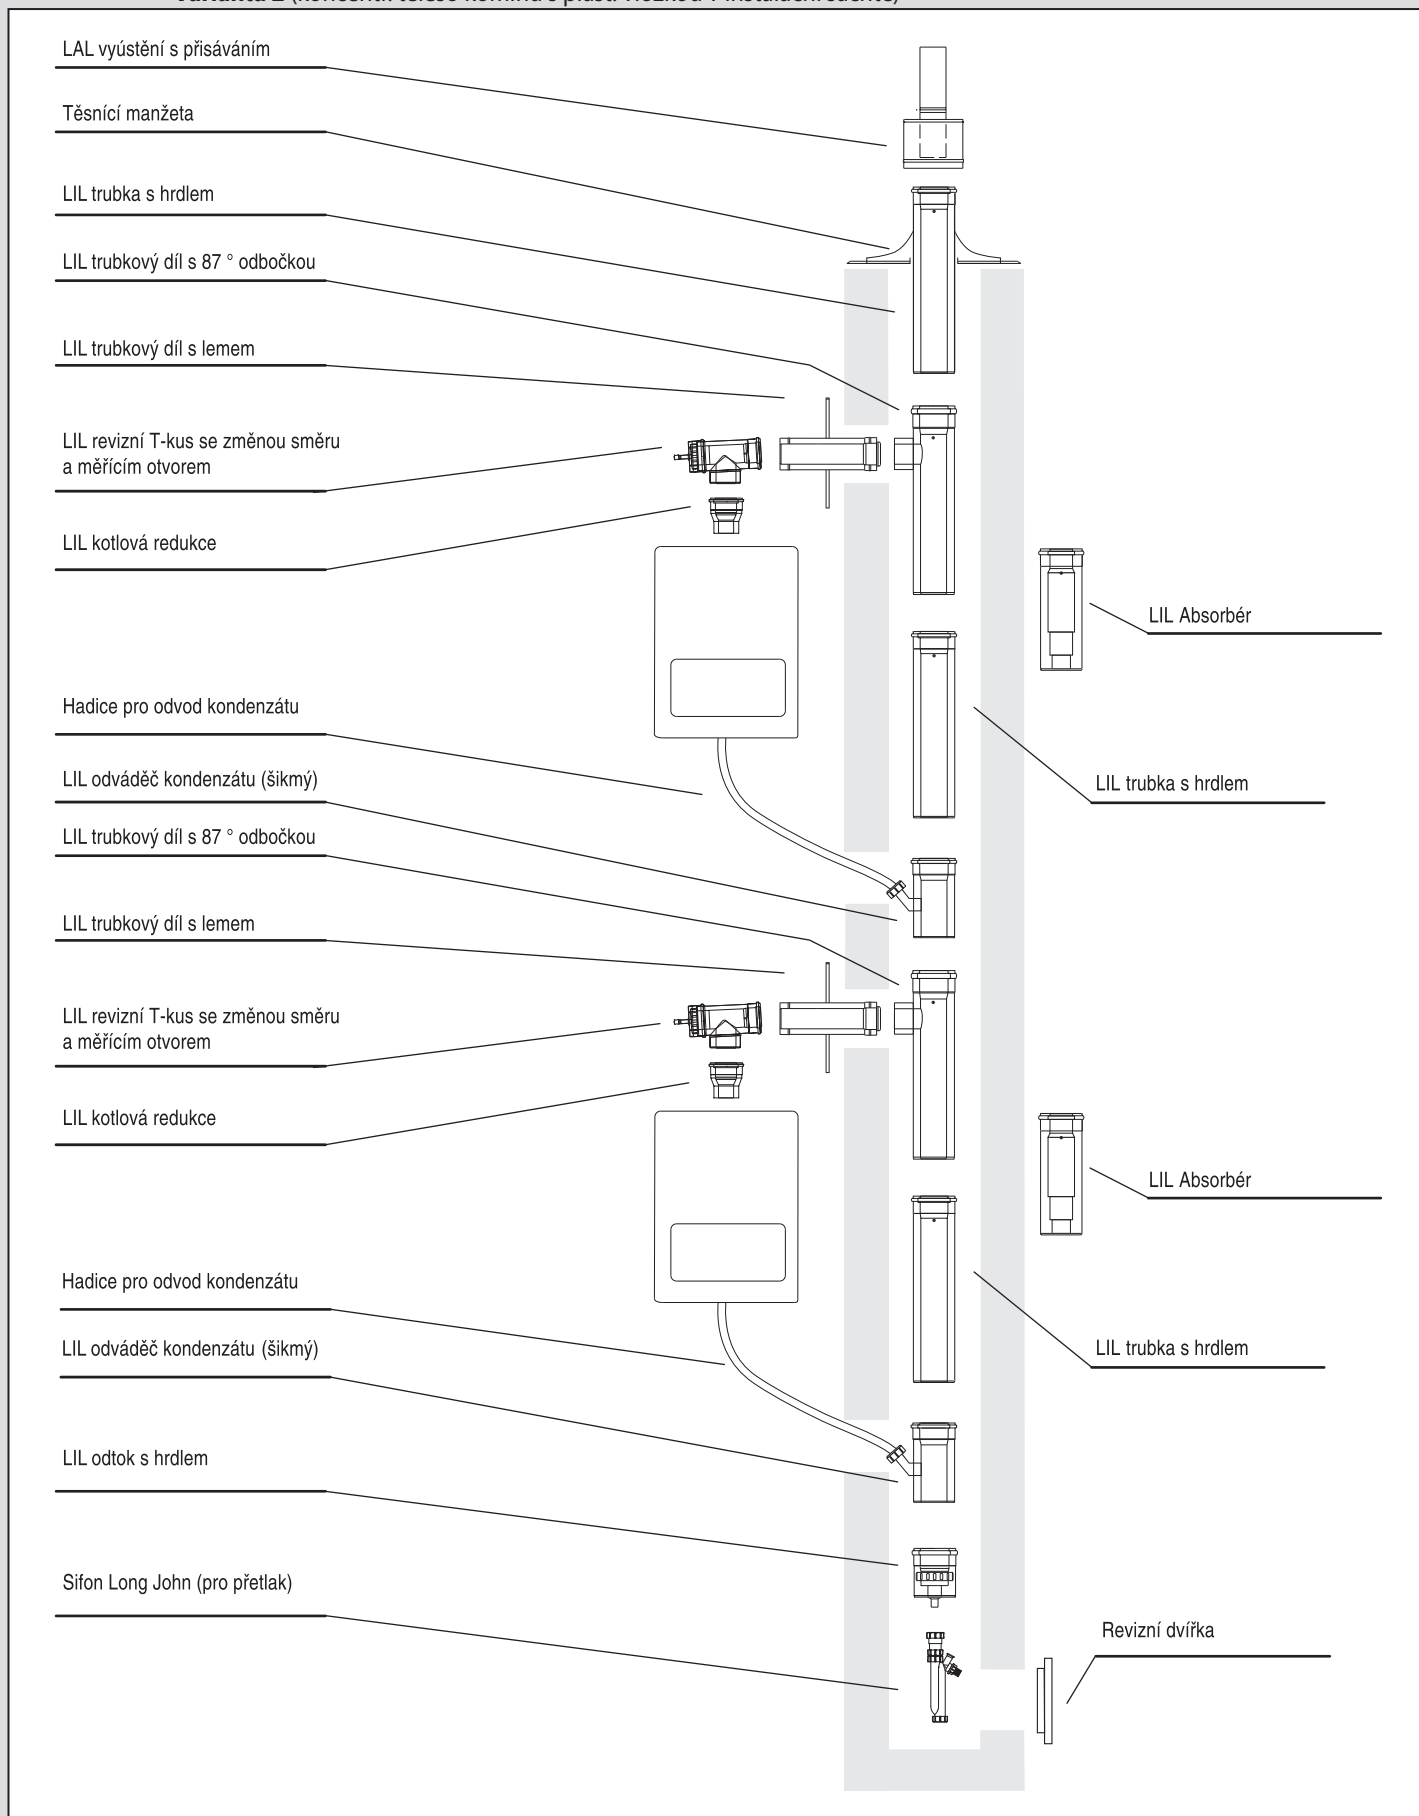 LAL vyústění s přisáváním
Těsnící manžeta
LIL trubka s hrdlem
LIL trubkový díl s 87 ° odbočkou
LIL trubkový díl s lemem
LIL revizní T-kus se změnou směru
a měřícím otvorem
LIL kotlová redukce
LIL Absorbér
Hadice pro odvod kondenzátu
LIL odváděč kondenzátu (šikmý)
LIL trubka s hrdlem
LIL trubkový díl s 87 ° odbočkou
LIL trubkový díl s lemem
LIL revizní T-kus se změnou směru
a měřícím otvorem
LIL kotlová redukce
LIL Absorbér
Hadice pro odvod kondenzátu
LIL odváděč kondenzátu (šikmý)
LIL trubka s hrdlem
LIL odtok s hrdlem
Sifon Long John (pro přetlak)
Revizní dvířka